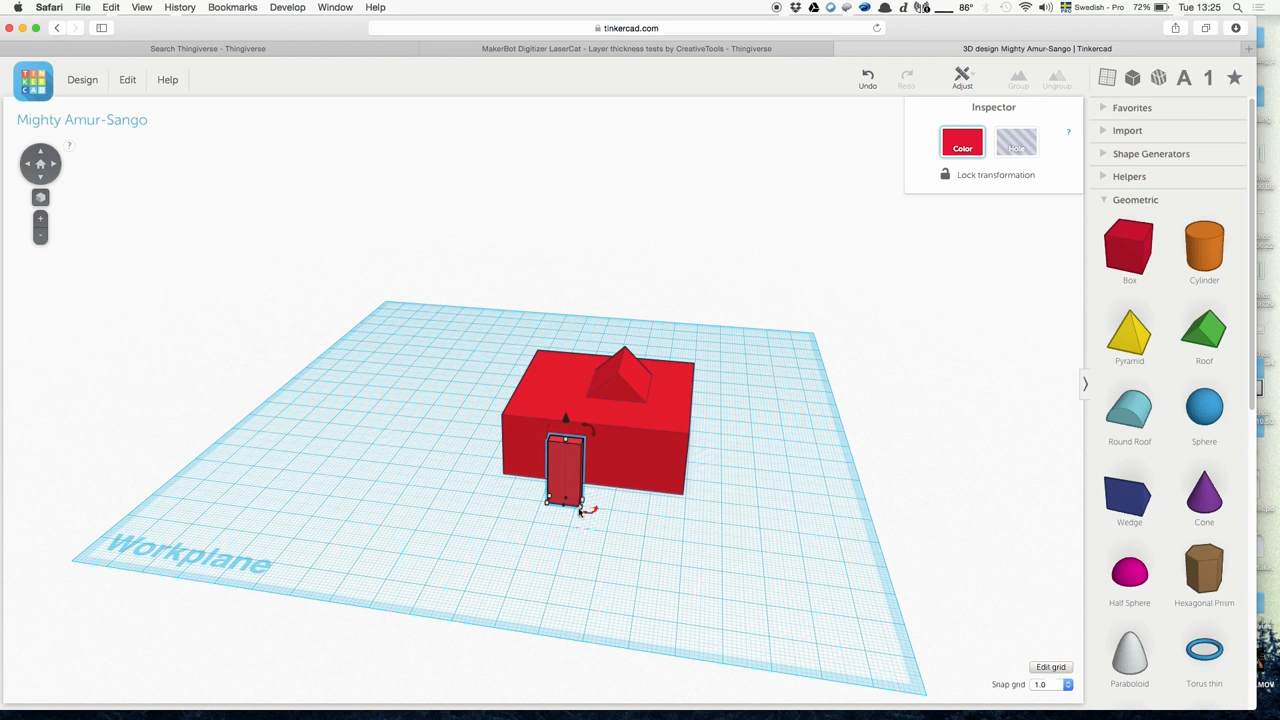 Safari File Edit View History Bookmarks Develop Window Help
86° Swedish - Pro 72% Tue 13:25
tinkercad.com
Search Thingiverse - Thingiverse
MakerBot Digitizer LaserCat - Layer thickness tests by CreativeTools - Thingiverse
3D design Mighty Amur-Sango | Tinkercad
TIN
KER
CAD
Design Edit Help
Undo Redo Adjust Group Ungroup
Mighty Amur-Sango
?
Inspector
Color Hole
?
Lock transformation
Favorites
Import
Shape Generators
Helpers
Geometric
Box Cylinder
Pyramid Roof
Round Roof Sphere
Wedge Cone
Half Sphere Hexagonal Prism
Paraboloid Torus thin
Workplane
Edit grid
Snap grid 1.0
.MOV